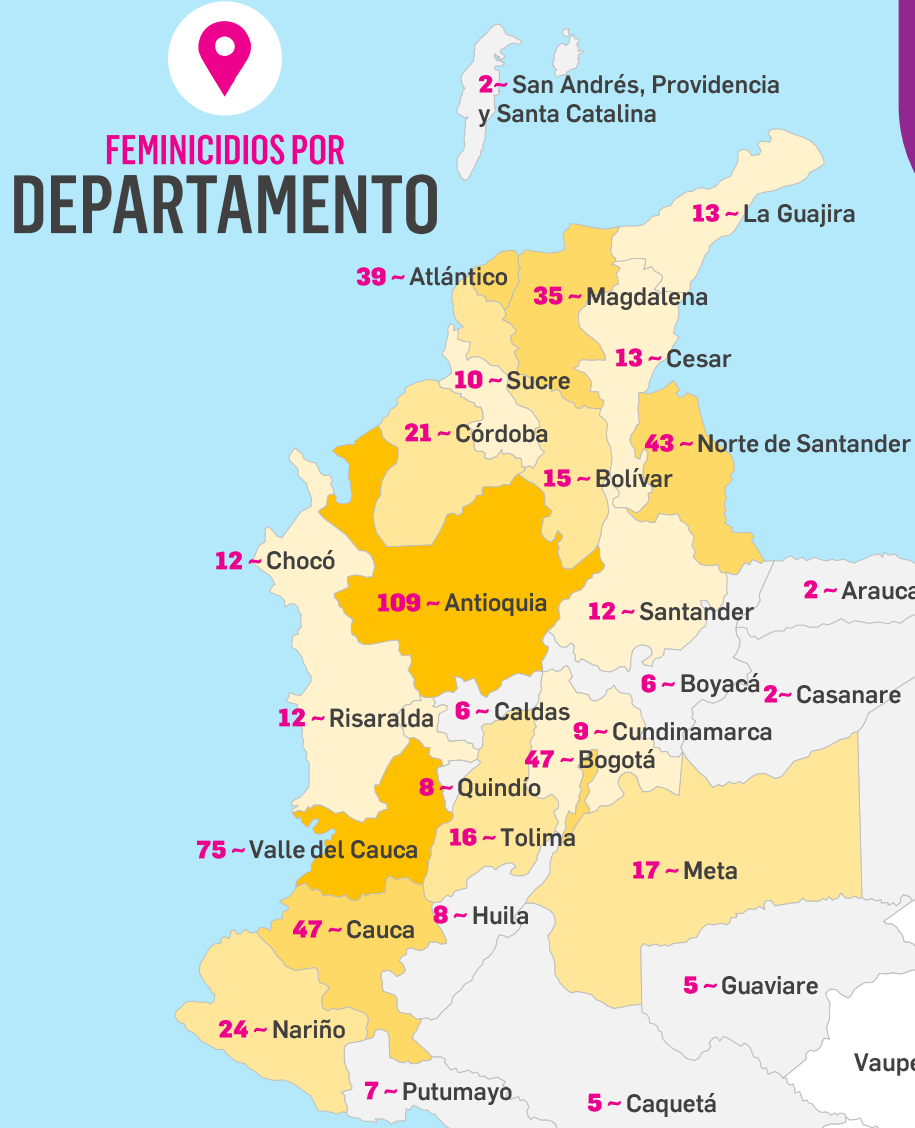 FEMINICIDIOS POR
DEPARTAMENTO
2~ San Andrés, Providencia
y Santa Catalina
13 ~ La Guajira
39 ~ Atlántico
35 ~ Magdalena
13 ~ Cesar
10 ~ Sucre
21 ~ Córdoba
43 ~ Norte de Santander
15 ~ Bolívar
12 ~ Chocó
2 ~ Arauca
109 ~ Antioquia
12 ~ Santander
6 ~ Boyacá
2~ Casanare
6 ~ Caldas
12 ~ Risaralda
9 ~ Cundinamarca
47 ~ Bogotá
8 ~ Quindío
16 ~ Tolima
75 ~ Valle del Cauca
17 ~ Meta
8 ~ Huila
47 ~ Cauca
5 ~ Guaviare
24 ~ Nariño
Vaupe
7 ~ Putumayo
5 ~ Caquetá